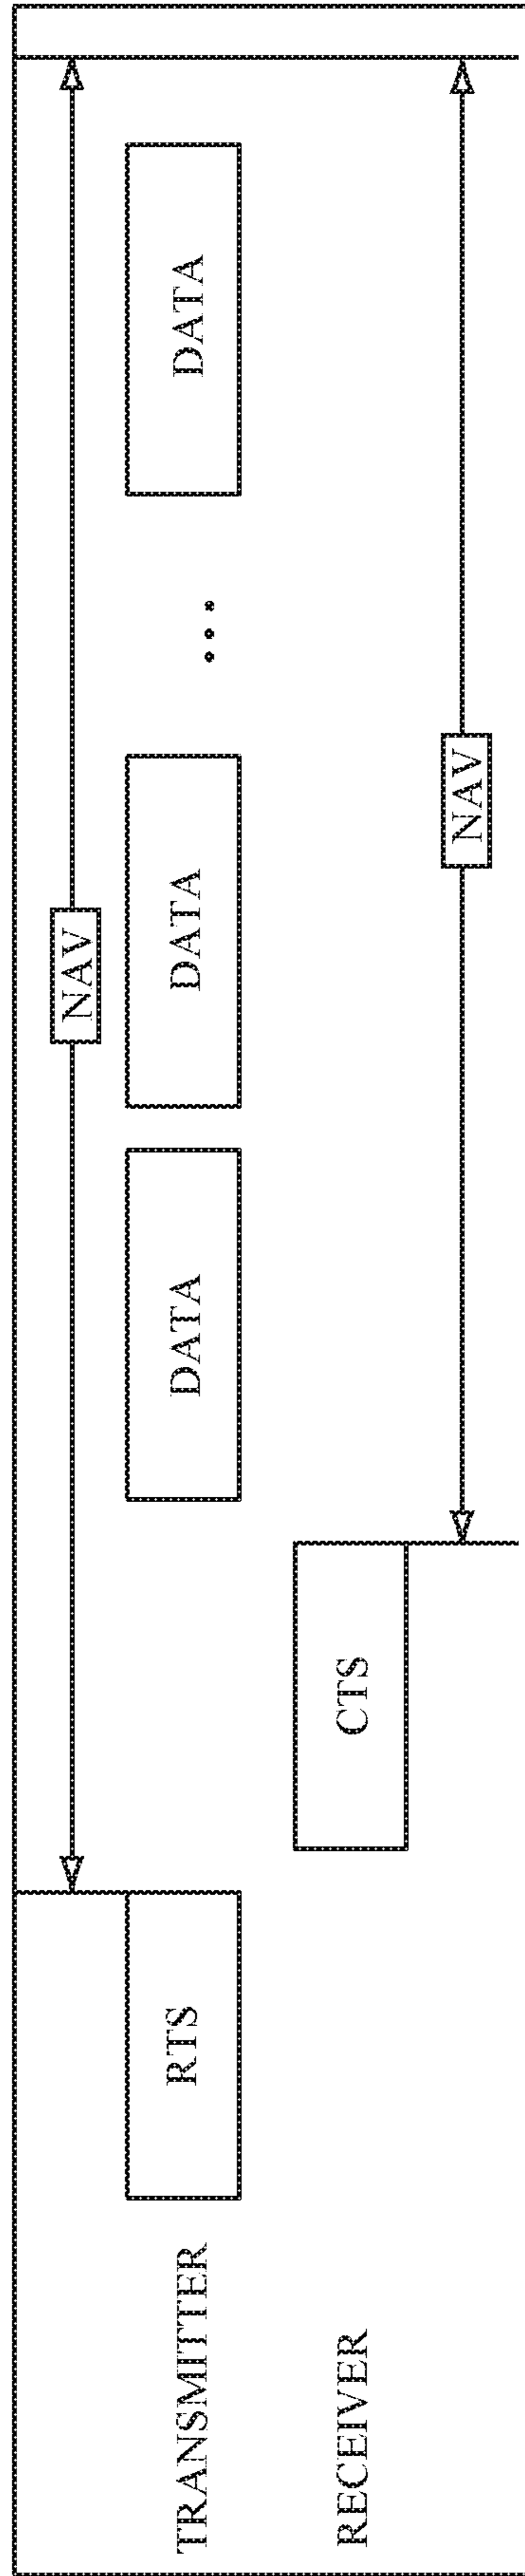 NAV
TRANSMITTER RTS DATA DATA ... DATA
RECEIVER CTS
NAV